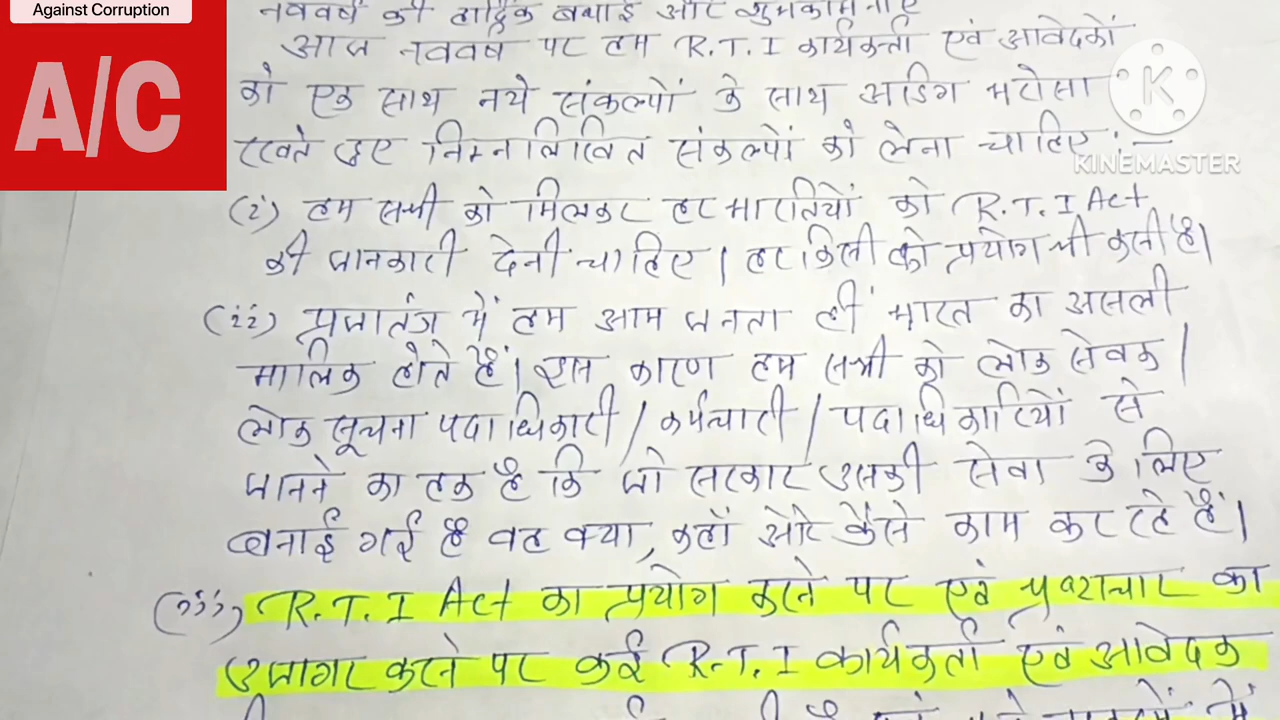 Against Corruption
A/C
नववर्ष की हार्दिक बधाई और शुभकामनाएं
आज नववर्ष पर हम R.T.I कार्यकर्ता एवं आवेदकों
को एक साथ नये संकल्पों के साथ अडिग भरोसा
रखते हुए निम्नलिखित संकल्पों को लेना चाहिए :—
KINEMASTER
(i) हम सभी को मिलकर हर भारतियों को R.T.I Act
की जानकारी देनी चाहिए। हर किसी को प्रयोग भी करनी है।
(ii) प्रजातंत्र में हम आम जनता हीं भारत का असली
मालिक होते हैं। इस कारण हम सभी को लोक सेवक/
लोक सूचना पदाधिकारी/कर्मचारी/पदाधिकारियों से
जानने का हक है कि जो सरकार उसकी सेवा के लिए
बनाई गई है वह क्या, कहाँ और कैसे काम कर रहे हैं।
(iii) R.T.I Act का प्रयोग करने पर एवं भ्रष्टाचार का
उजागर करने पर कई R.T.I कार्यकर्ता एवं आवेदक